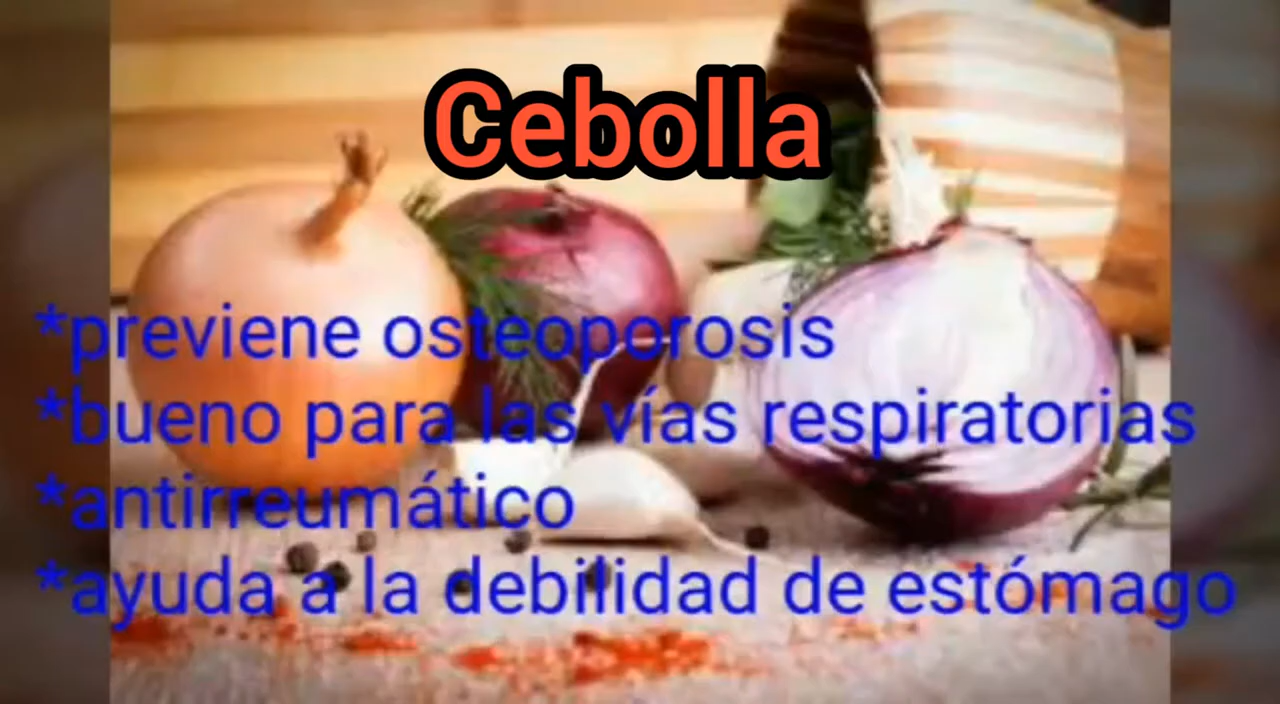 Cebolla
*previene osteoporosis
*bueno para las vías respiratorias
*antirreumático
*ayuda a la debilidad de estómago